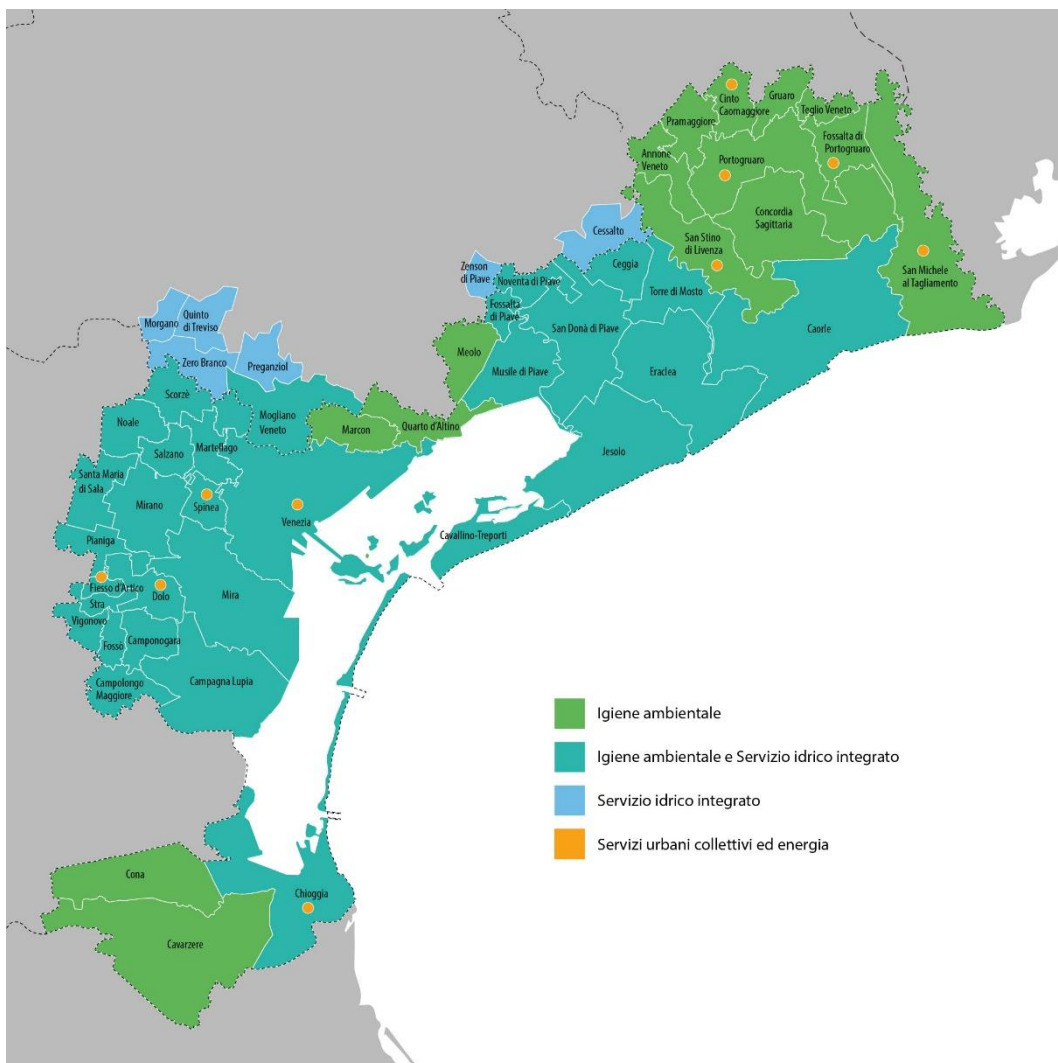 Cinto
Caomaggiore
Gruaro
Teglio Veneto
Pramaggiore
Fossalta di
Portogruaro
Annone
Veneto
Portogruaro
Concordia
Sagittaria
Cessalto
San Stino
di Livenza
San Michele
al Tagliamento
Zenson
di Piave
Noventa di Piave
Ceggia
Torre di Mosto
Fossalta
di Piave
San Donà di Piave
Caorle
Morgano
Quinto
di Treviso
Zero Branco
Preganziol
Meolo
Musile di Piave
Eraclea
Scorzè
Noale
Mogliano
Veneto
Marcon
Quarto d'Altino
Salzano
Martellago
Jesolo
Santa Maria
di Sala
Mirano
Spinea
Venezia
Cavallino-Treporti
Pianiga
Fiesso d'Artico
Dolo
Mira
Stra
Vigonovo
Fossò
Camponogara
Campolongo
Maggiore
Campagna Lupia
Igiene ambientale
Igiene ambientale e Servizio idrico integrato
Servizio idrico integrato
Servizi urbani collettivi ed energia
Cona
Chioggia
Cavarzere